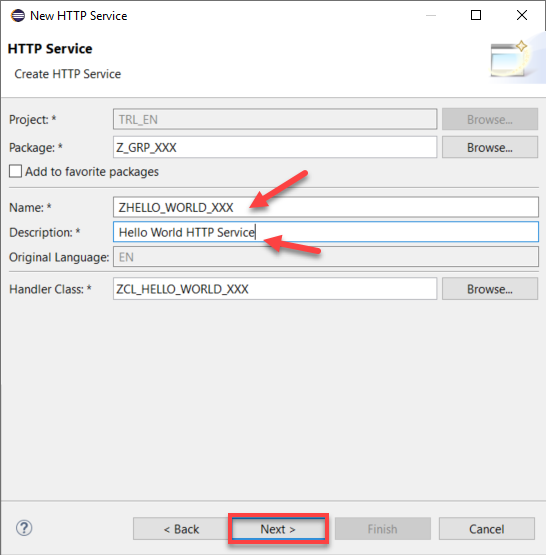 New HTTP Service
HTTP Service
Create HTTP Service
Project: * TRL_EN Browse...
Package: * Z_GRP_XXX Browse...
Add to favorite packages
Name: * ZHELLO_WORLD_XXX
Description: * Hello World HTTP Service
Original Language: EN
Handler Class: * ZCL_HELLO_WORLD_XXX Browse...
? < Back Next > Finish Cancel